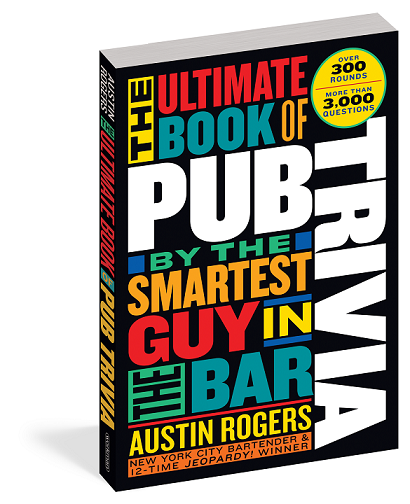 THE ULTIMATE
BOOK OF
PUB
TRIVIA
BY THE
SMARTEST
GUY IN
THE BAR
AUSTIN ROGERS
NEW YORK CITY BARTENDER &
12-TIME JEOPARDY! WINNER
OVER
300
ROUNDS
MORE THAN
3,000
QUESTIONS
AUSTIN
ROGERS
THE ULTIMATE BOOK OF PUB TRIVIA